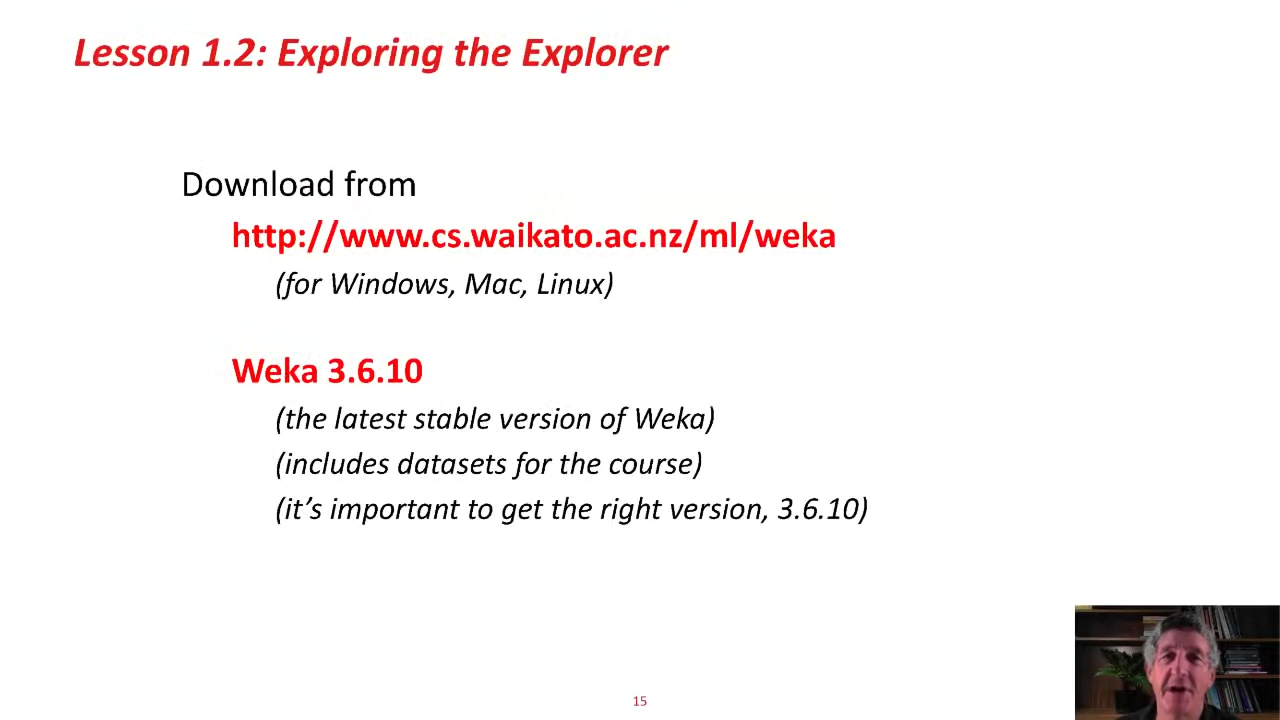 Lesson 1.2: Exploring the Explorer
Download from
http://www.cs.waikato.ac.nz/ml/weka
(for Windows, Mac, Linux)
Weka 3.6.10
(the latest stable version of Weka)
(includes datasets for the course)
(it’s important to get the right version, 3.6.10)
15